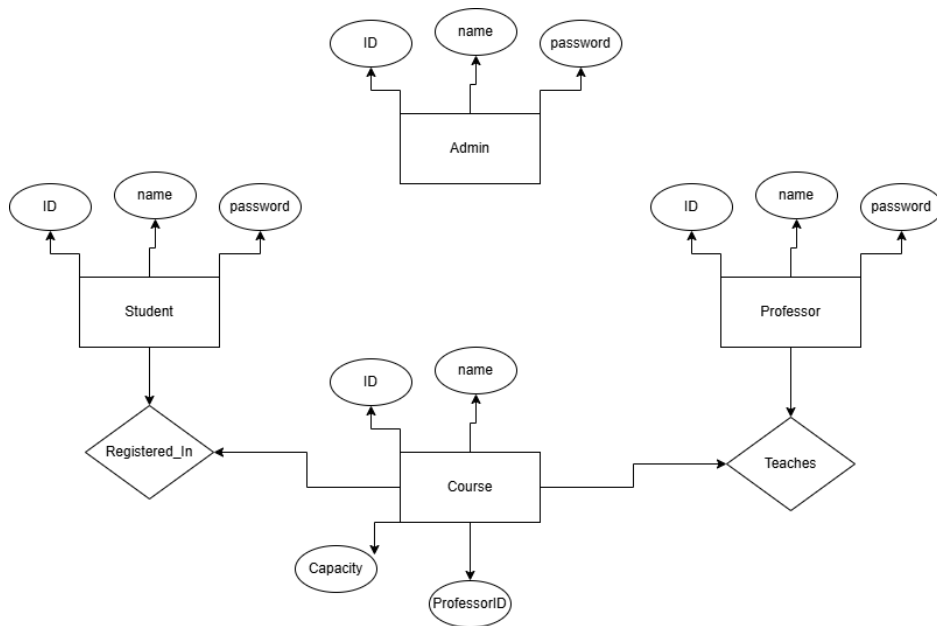 ID
name
password
Admin
ID
name
password
Student
ID
name
password
Professor
ID
name
Registered_In
Course
Teaches
Capacity
ProfessorID